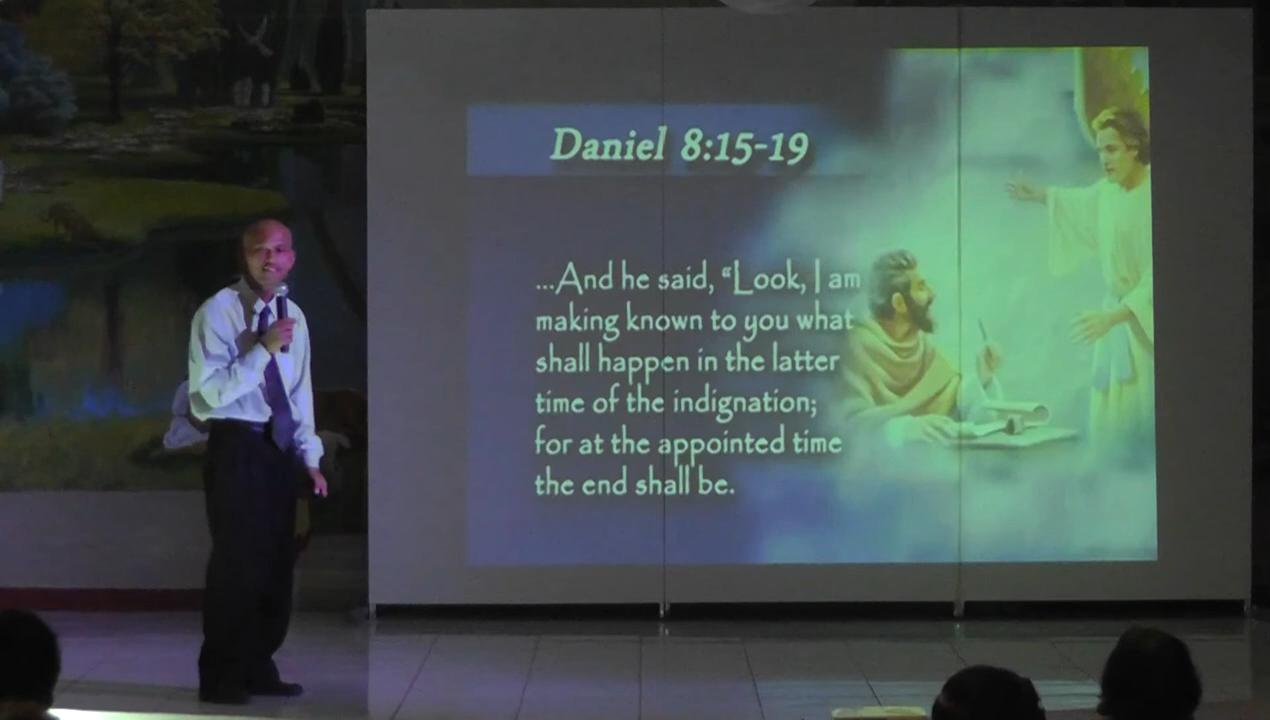 Daniel 8:15-19
...And he said, “Look, I am
making known to you what
shall happen in the latter
time of the indignation;
for at the appointed time
the end shall be.